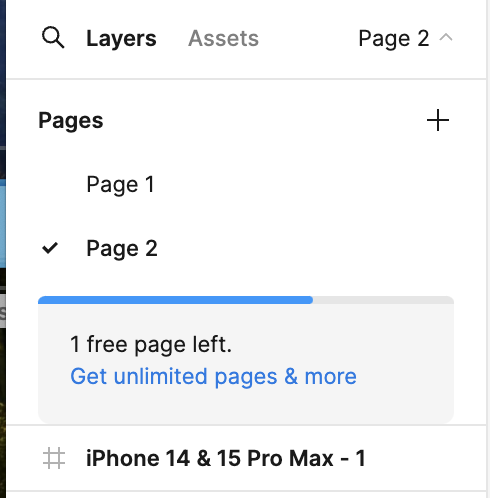 Layers Assets Page 2
Pages
Page 1
Page 2
1 free page left.
Get unlimited pages & more
iPhone 14 & 15 Pro Max - 1